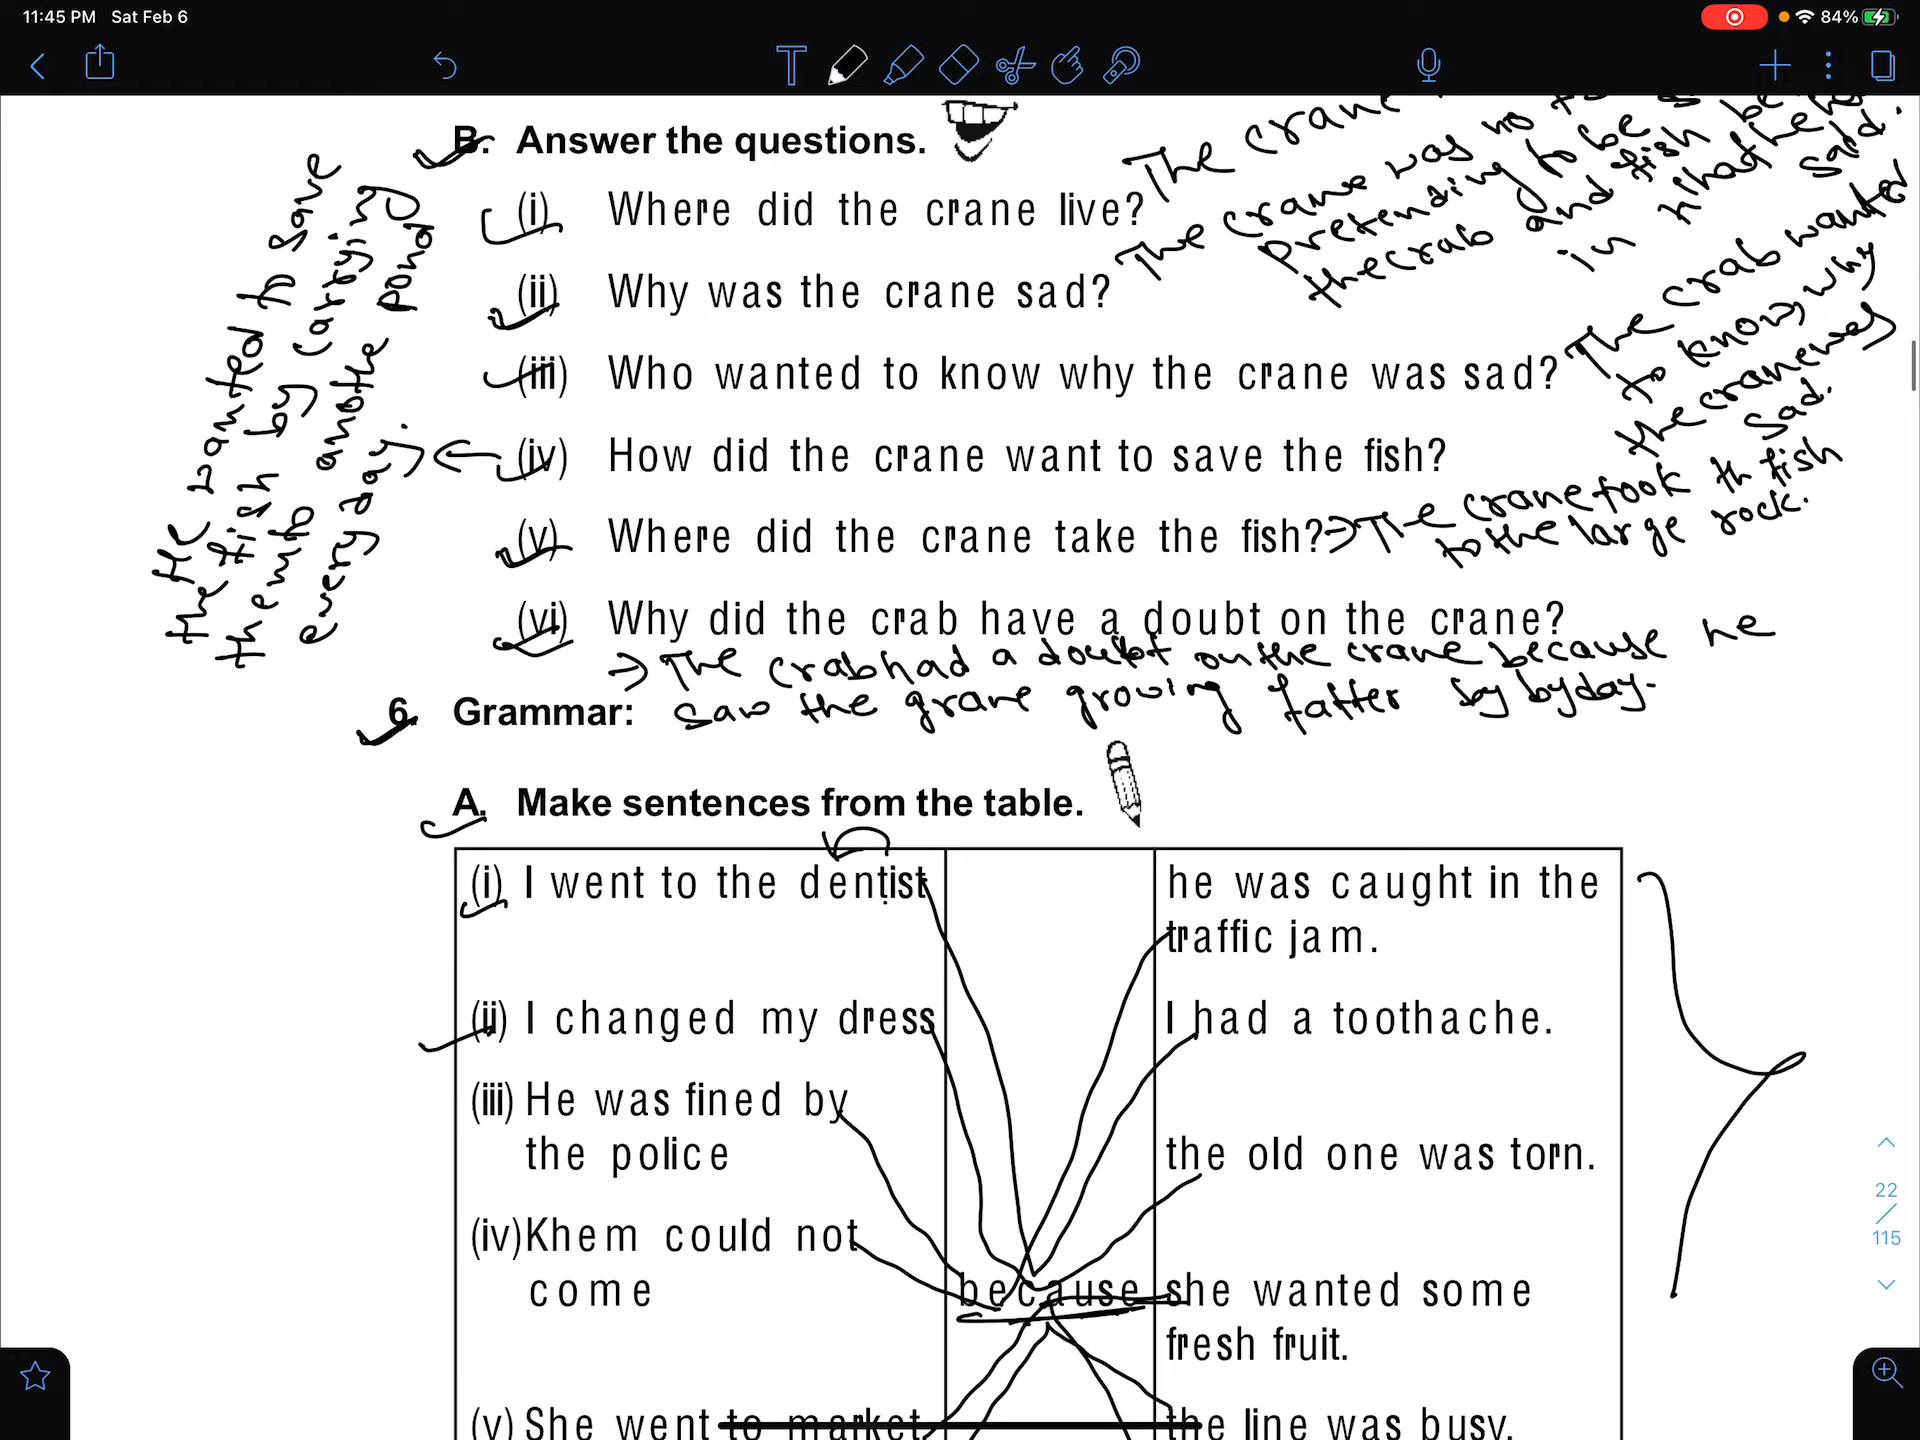 11:45 PM Sat Feb 6
84%
B. Answer the questions.
(i) Where did the crane live?
The crane
(ii) Why was the crane sad?
The crane was
pretending to be
the crab and fish
in
sad.
(iii) Who wanted to know why the crane was sad?
The crab wanted
to know why
the crane was
sad.
(iv) How did the crane want to save the fish?
He wanted to save
the fish by carrying
them to anothe pond
every day.
(v) Where did the crane take the fish?
The crane took th fish
to the large rock.
(vi) Why did the crab have a doubt on the crane?
The crab had a doubt on the crane because he
saw the grane growing fatter by by day.
6. Grammar:
A. Make sentences from the table.
(i) I went to the dentist
he was caught in the
traffic jam.
(ii) I changed my dress
I had a toothache.
(iii) He was fined by
the police
the old one was torn.
(iv) Khem could not
come
because
she wanted some
fresh fruit.
(v) She went to market
the line was busy.
22
/
115